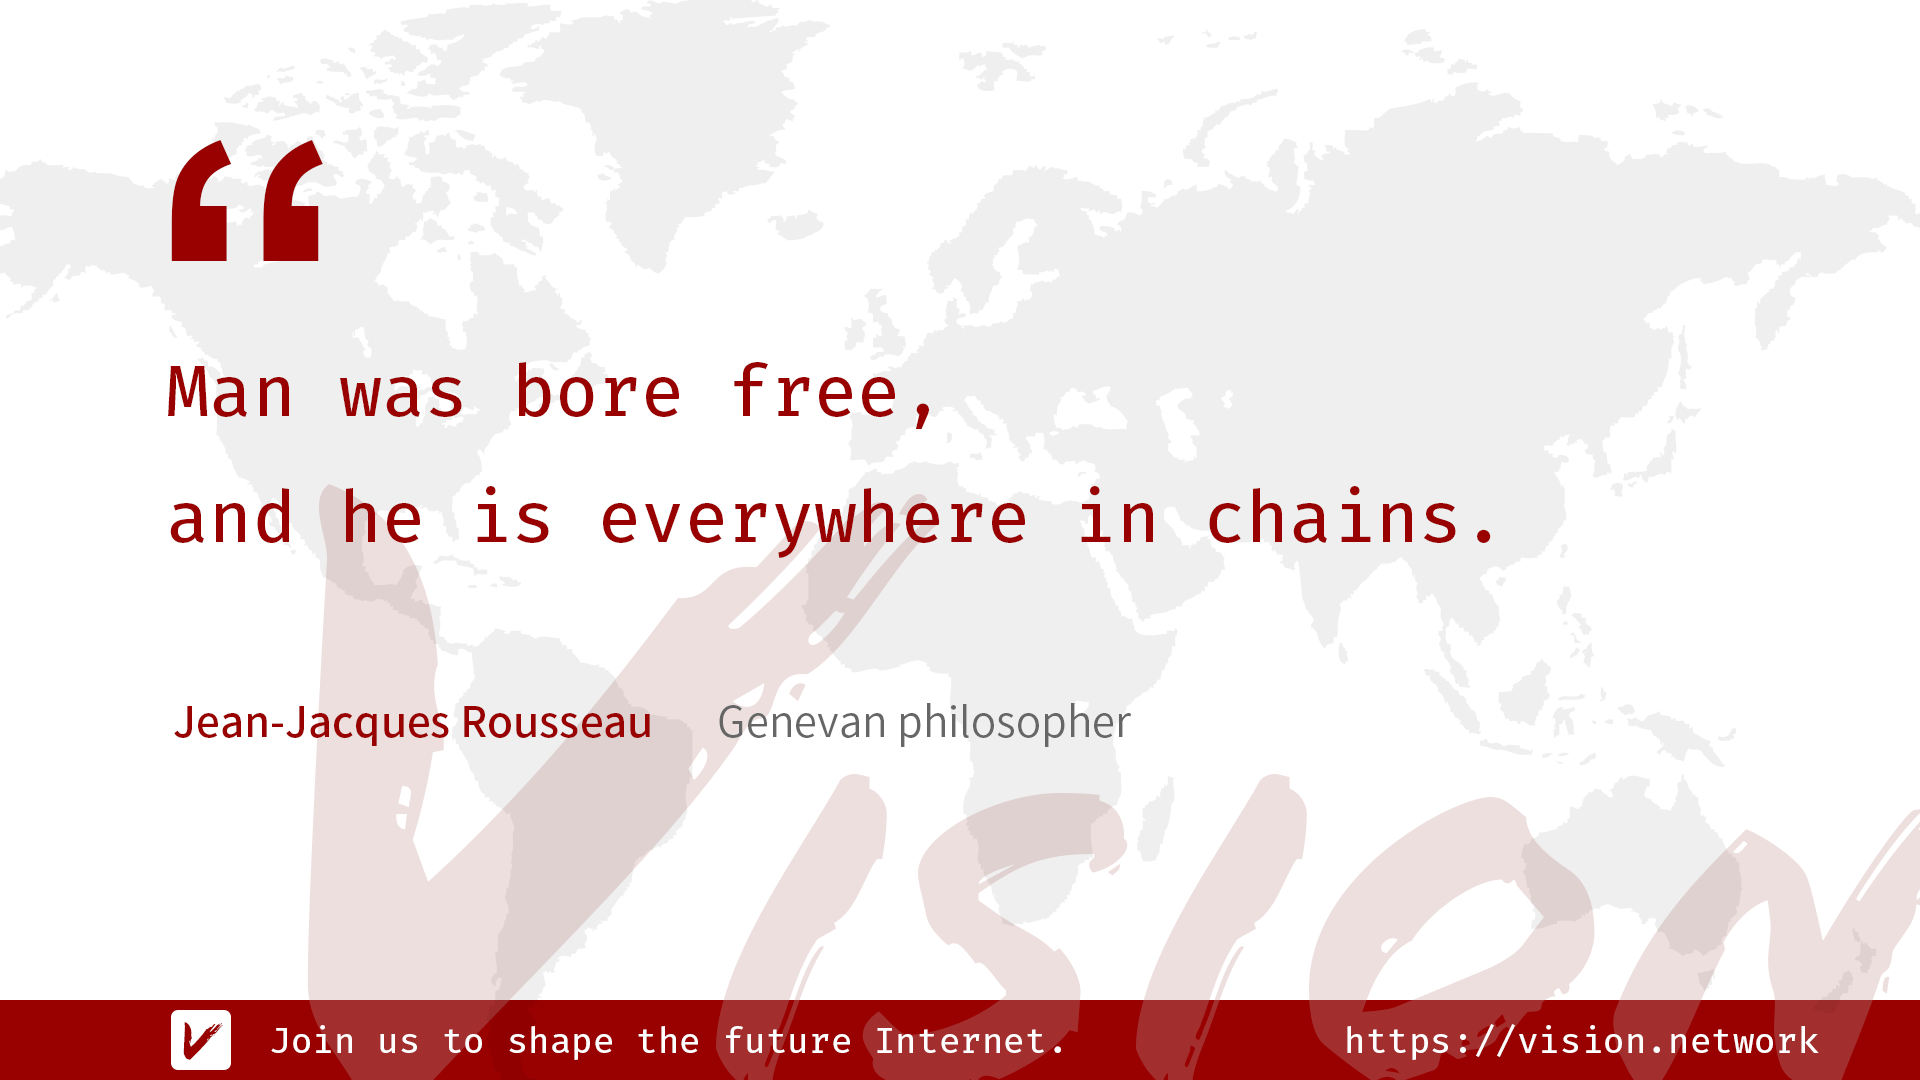 “
Man was bore free,
and he is everywhere in chains.
Jean-Jacques Rousseau Genevan philosopher
Vision
V Join us to shape the future Internet. https://vision.network